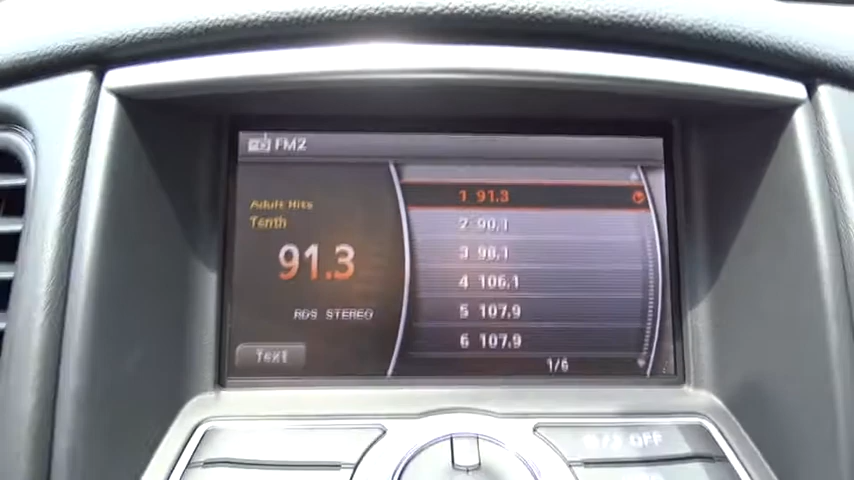 FM2
Adult Hits
Tenth
91.3
RDS STEREO
Text
1 91.3
2 90.1
3 98.1
4 106.1
5 107.9
6 107.9
1/6
OFF